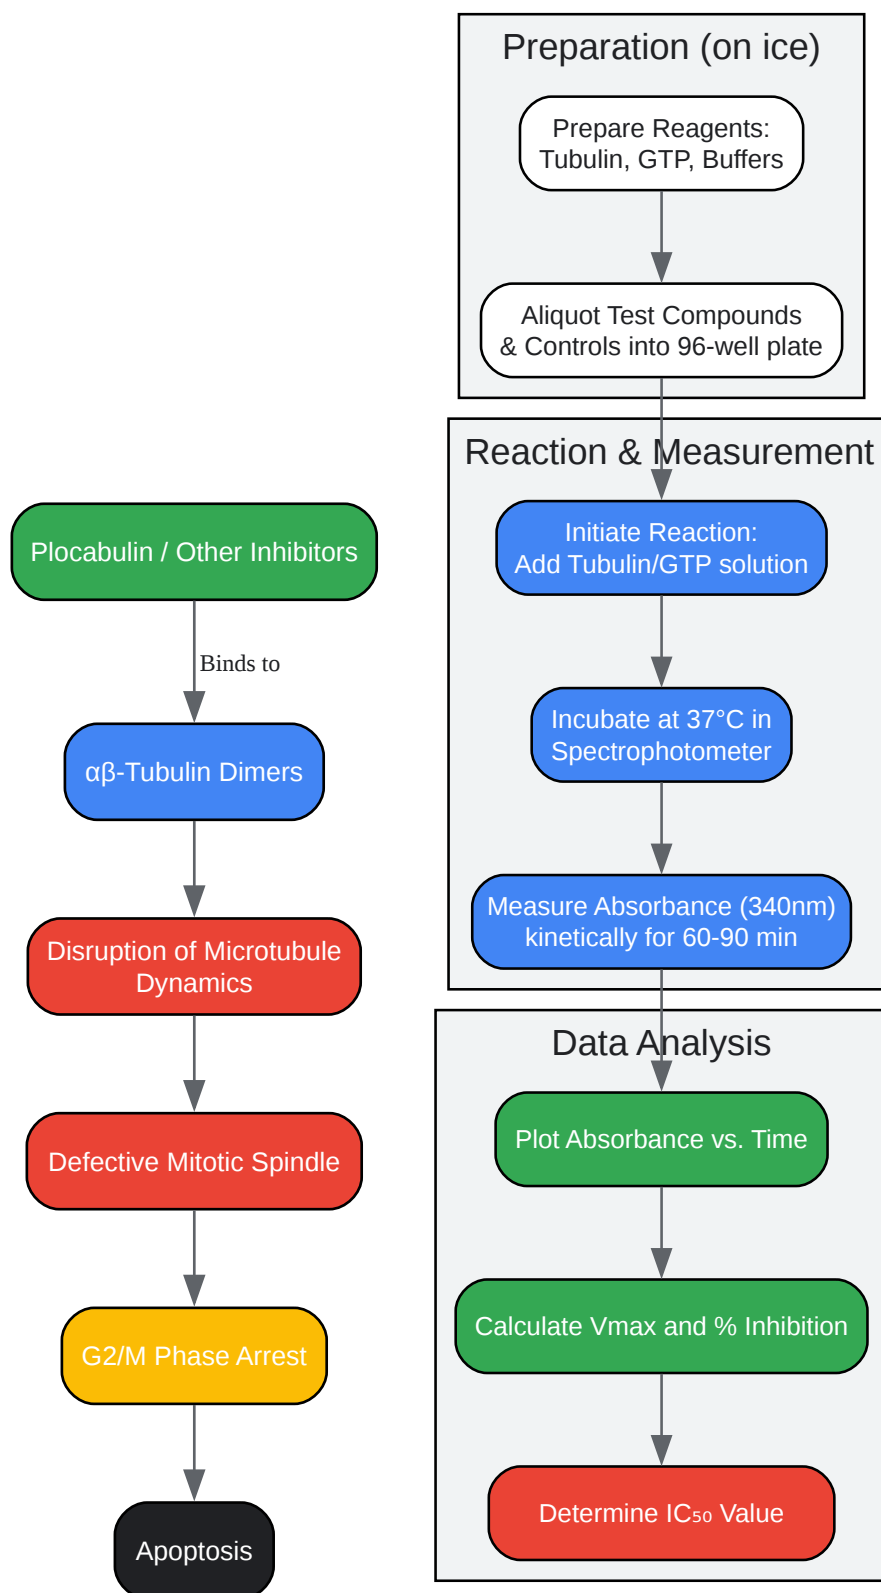 Preparation (on ice)
Prepare Reagents:
Tubulin, GTP, Buffers
Aliquot Test Compounds
& Controls into 96-well plate
Reaction & Measurement
Initiate Reaction:
Add Tubulin/GTP solution
Incubate at 37°C in
Spectrophotometer
Measure Absorbance (340nm)
kinetically for 60-90 min
Data Analysis
Plot Absorbance vs. Time
Calculate Vmax and % Inhibition
Determine IC₅₀ Value
Plocabulin / Other Inhibitors
Binds to
αβ-Tubulin Dimers
Disruption of Microtubule
Dynamics
Defective Mitotic Spindle
G2/M Phase Arrest
Apoptosis